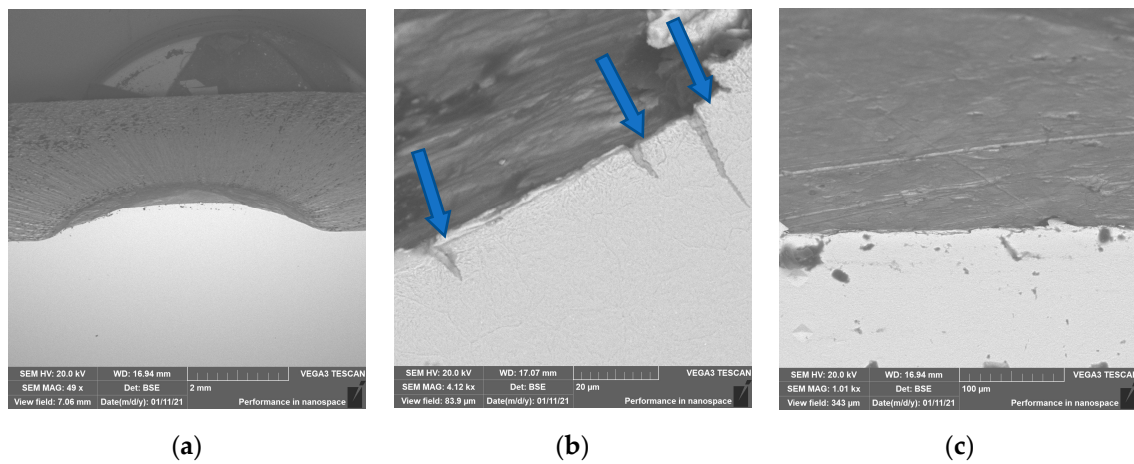 SEM HV: 20.0 kV WD: 16.94 mm VEGA3 TESCAN
SEM MAG: 49 x Det: BSE 2 mm
View field: 7.06 mm Date(m/d/y): 01/11/21 Performance in nanospace
SEM HV: 20.0 kV WD: 17.07 mm VEGA3 TESCAN
SEM MAG: 4.12 kx Det: BSE 20 µm
View field: 83.9 µm Date(m/d/y): 01/11/21 Performance in nanospace
SEM HV: 20.0 kV WD: 16.94 mm VEGA3 TESCAN
SEM MAG: 1.01 kx Det: BSE 100 µm
View field: 343 µm Date(m/d/y): 01/11/21 Performance in nanospace
(a) (b) (c)